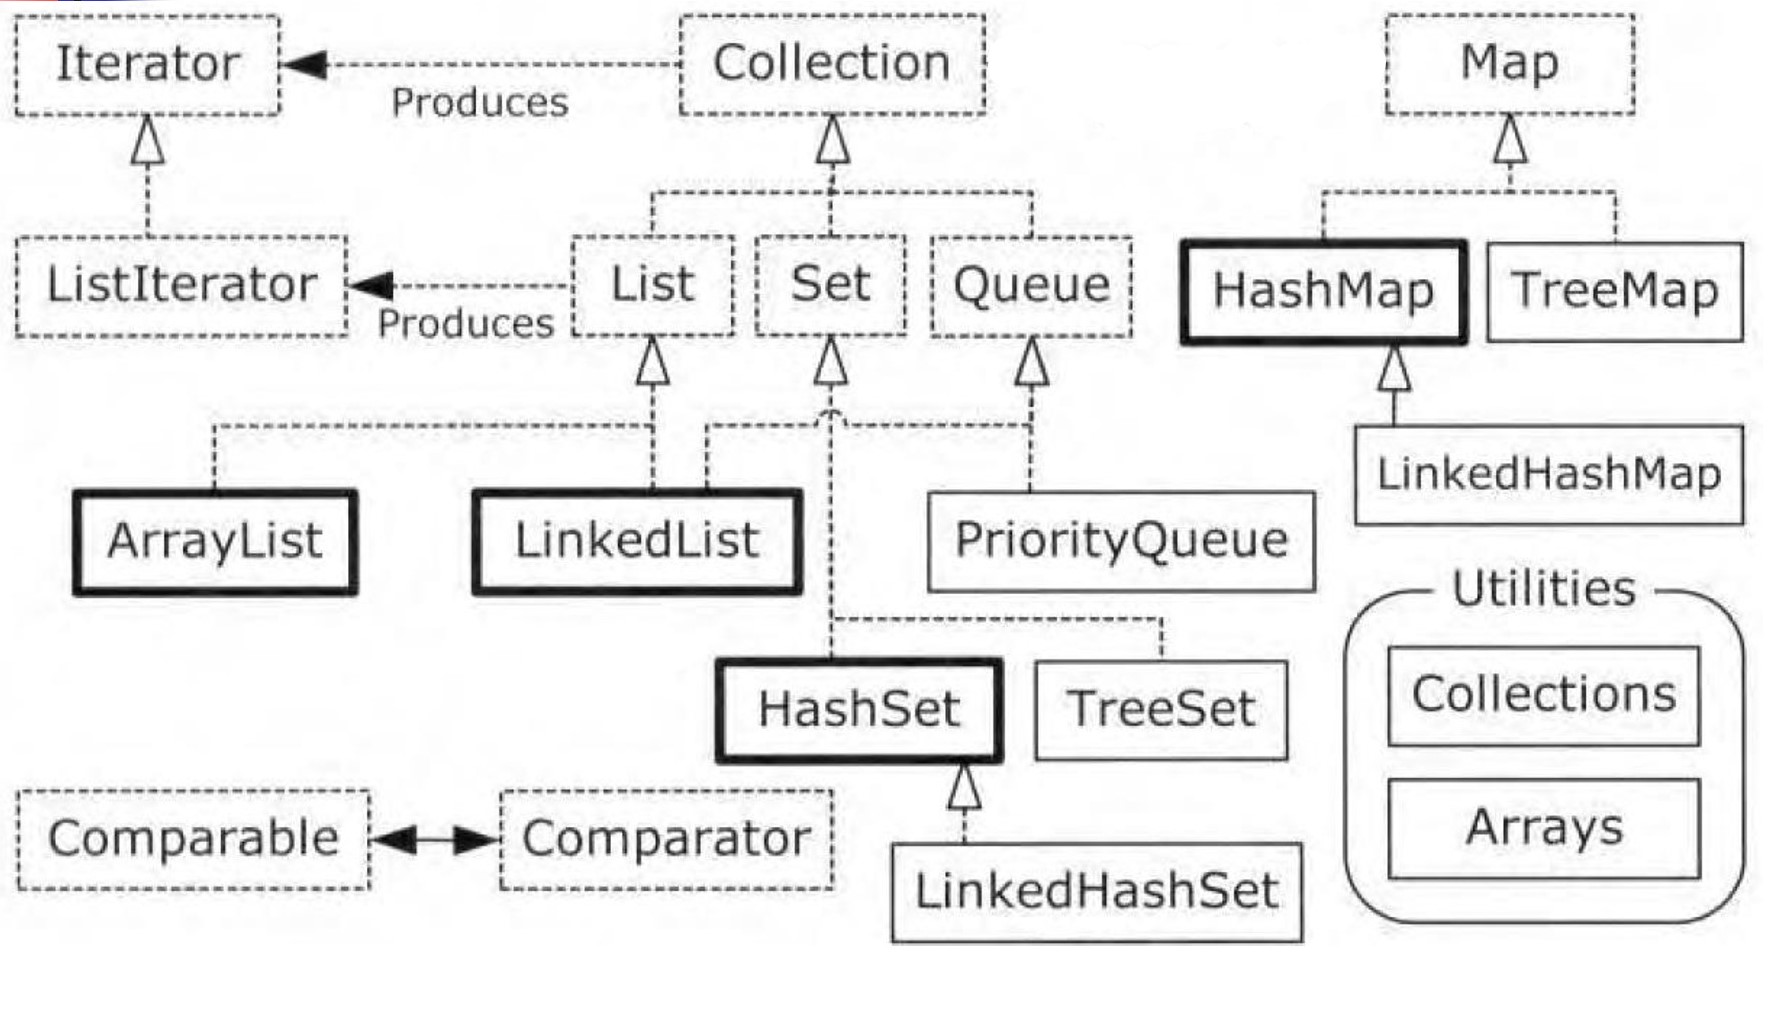 Iterator
Collection
Map
Produces
ListIterator
List
Set
Queue
HashMap
TreeMap
Produces
LinkedHashMap
ArrayList
LinkedList
PriorityQueue
Utilities
Collections
HashSet
TreeSet
Arrays
Comparable
Comparator
LinkedHashSet